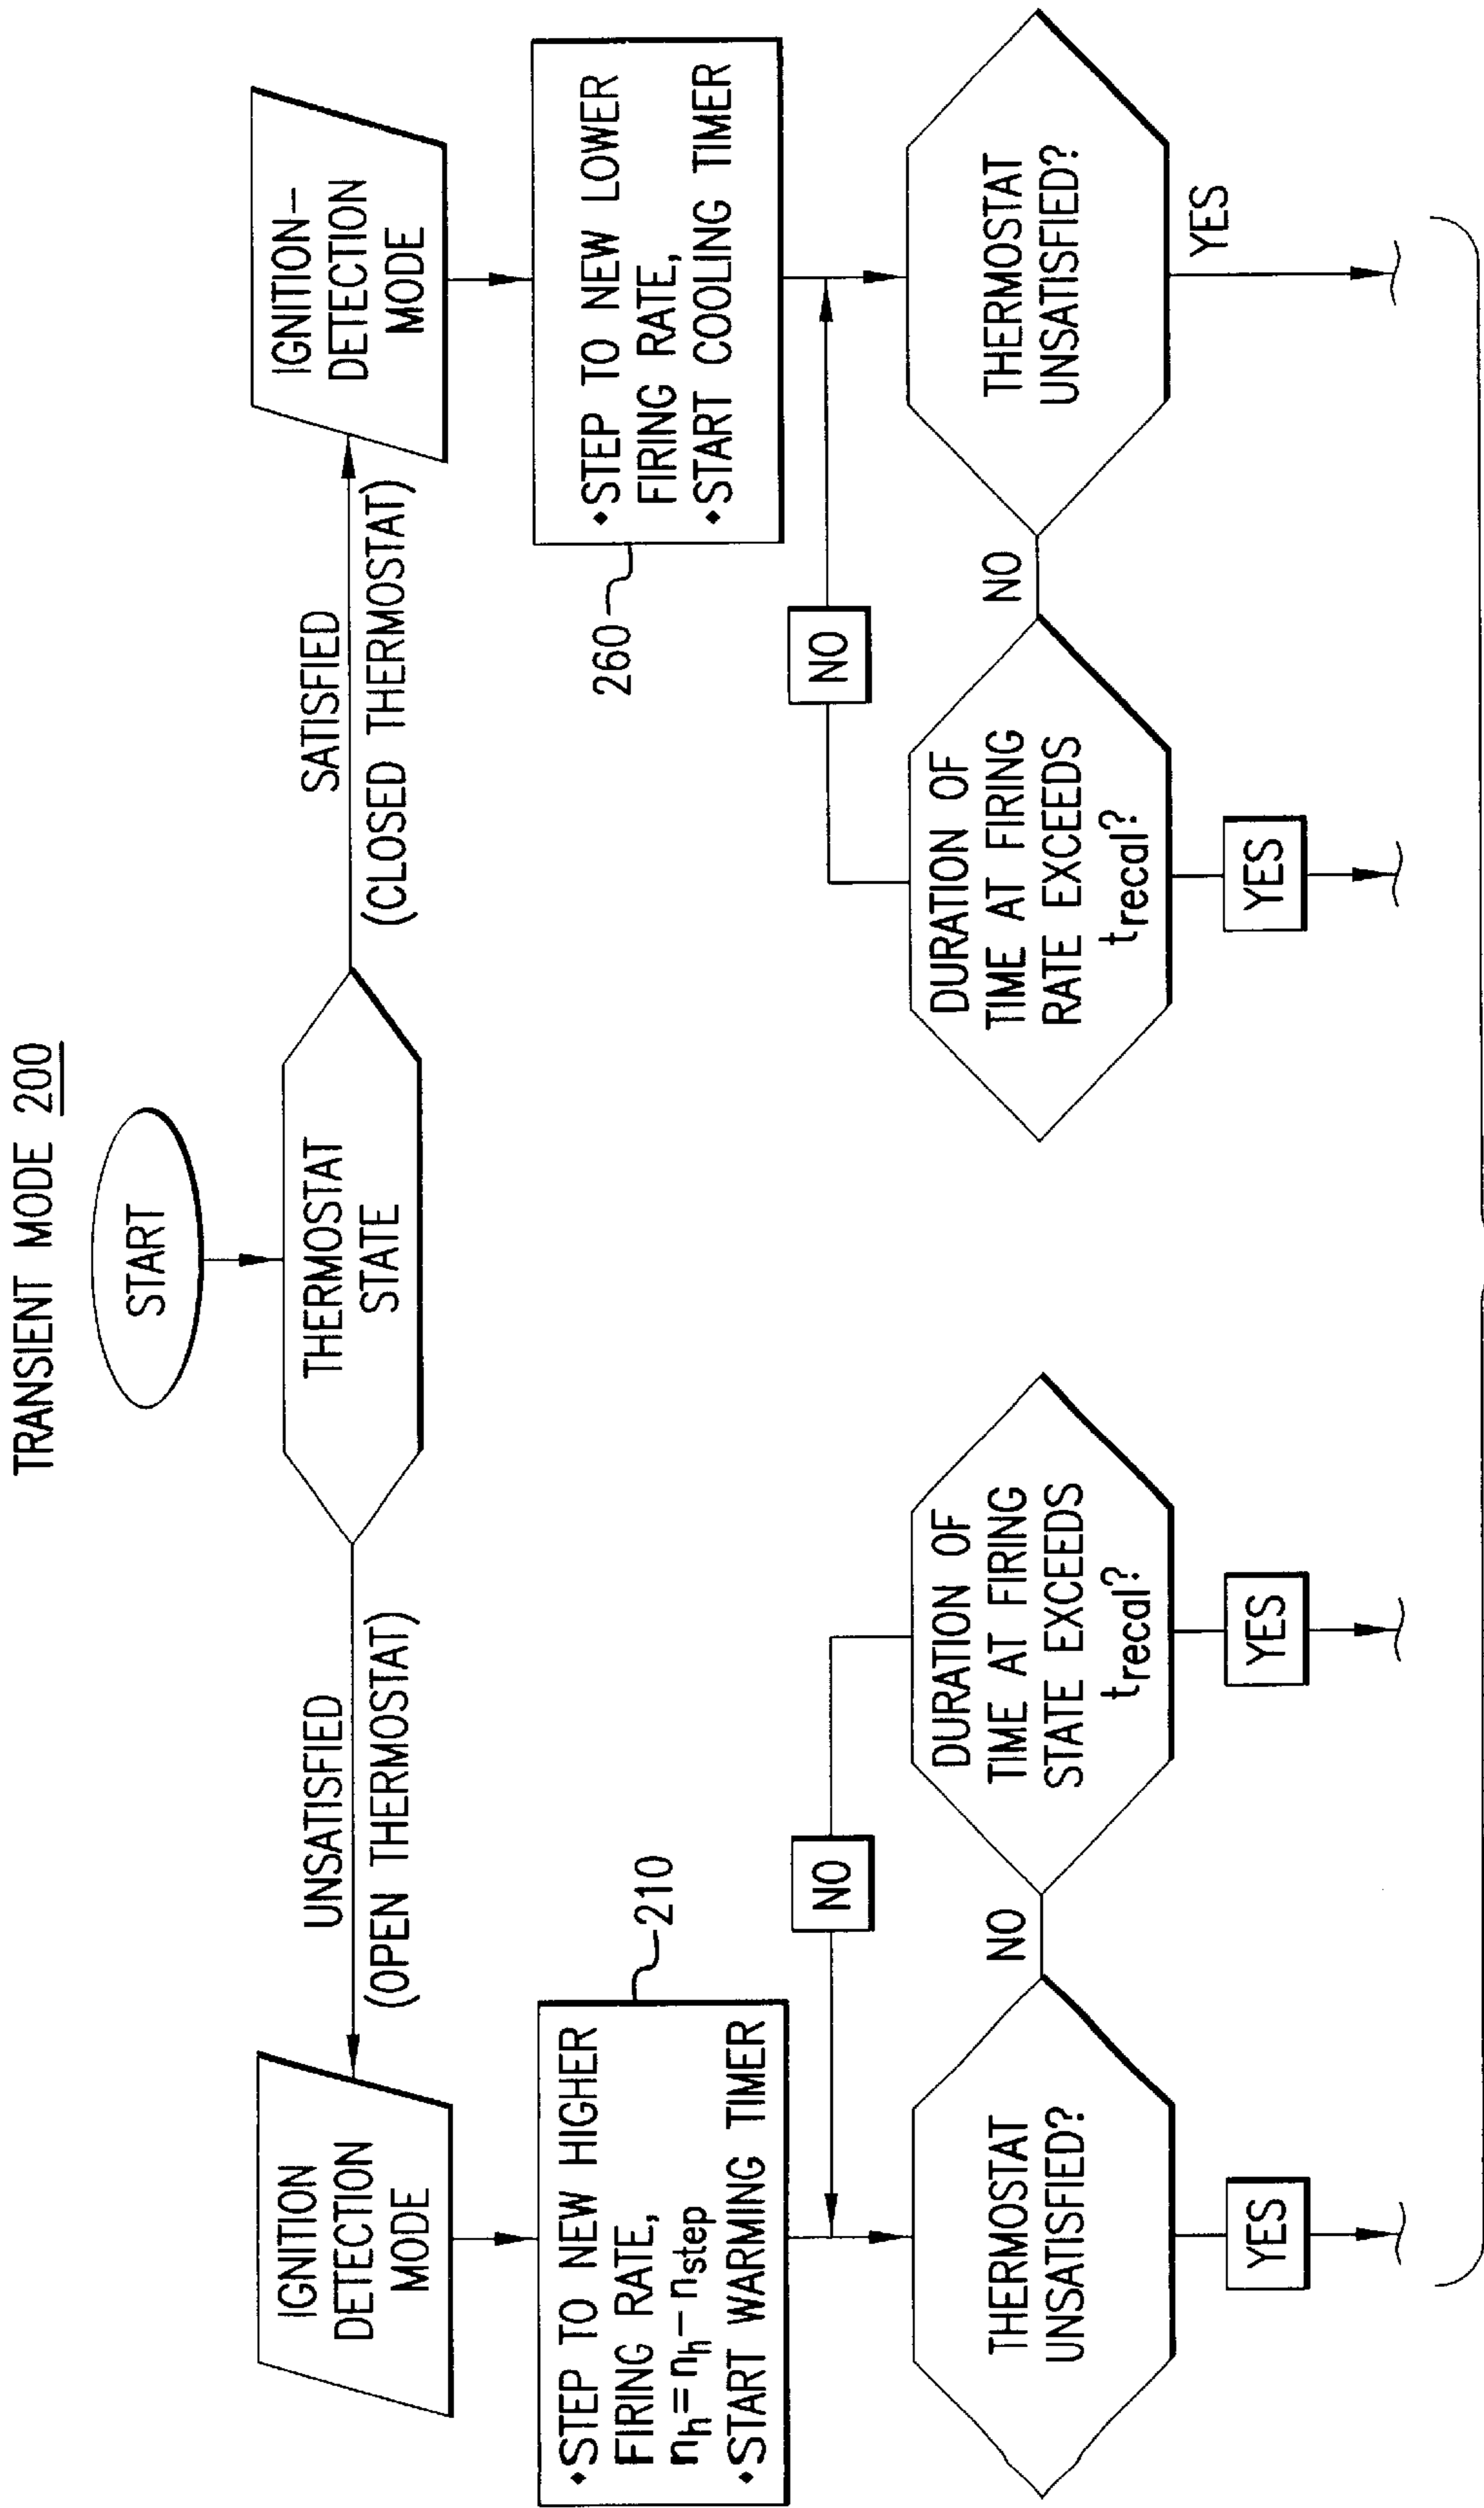 TRANSIENT MODE 200
START
THERMOSTAT
STATE
UNSATISFIED
(OPEN THERMOSTAT)
SATISFIED
(CLOSED THERMOSTAT)
IGNITION
DETECTION
MODE
IGNITION-
DETECTION
MODE
•STEP TO NEW HIGHER
FIRING RATE,
nh=nh-nstep
•START WARMING TIMER
210
260
•STEP TO NEW LOWER
FIRING RATE,
•START COOLING TIMER
NO
NO
THERMOSTAT
UNSATISFIED?
NO
DURATION OF
TIME AT FIRING
STATE EXCEEDS
trecal?
DURATION OF
TIME AT FIRING
RATE EXCEEDS
trecal?
NO
THERMOSTAT
UNSATISFIED?
YES
YES
YES
YES